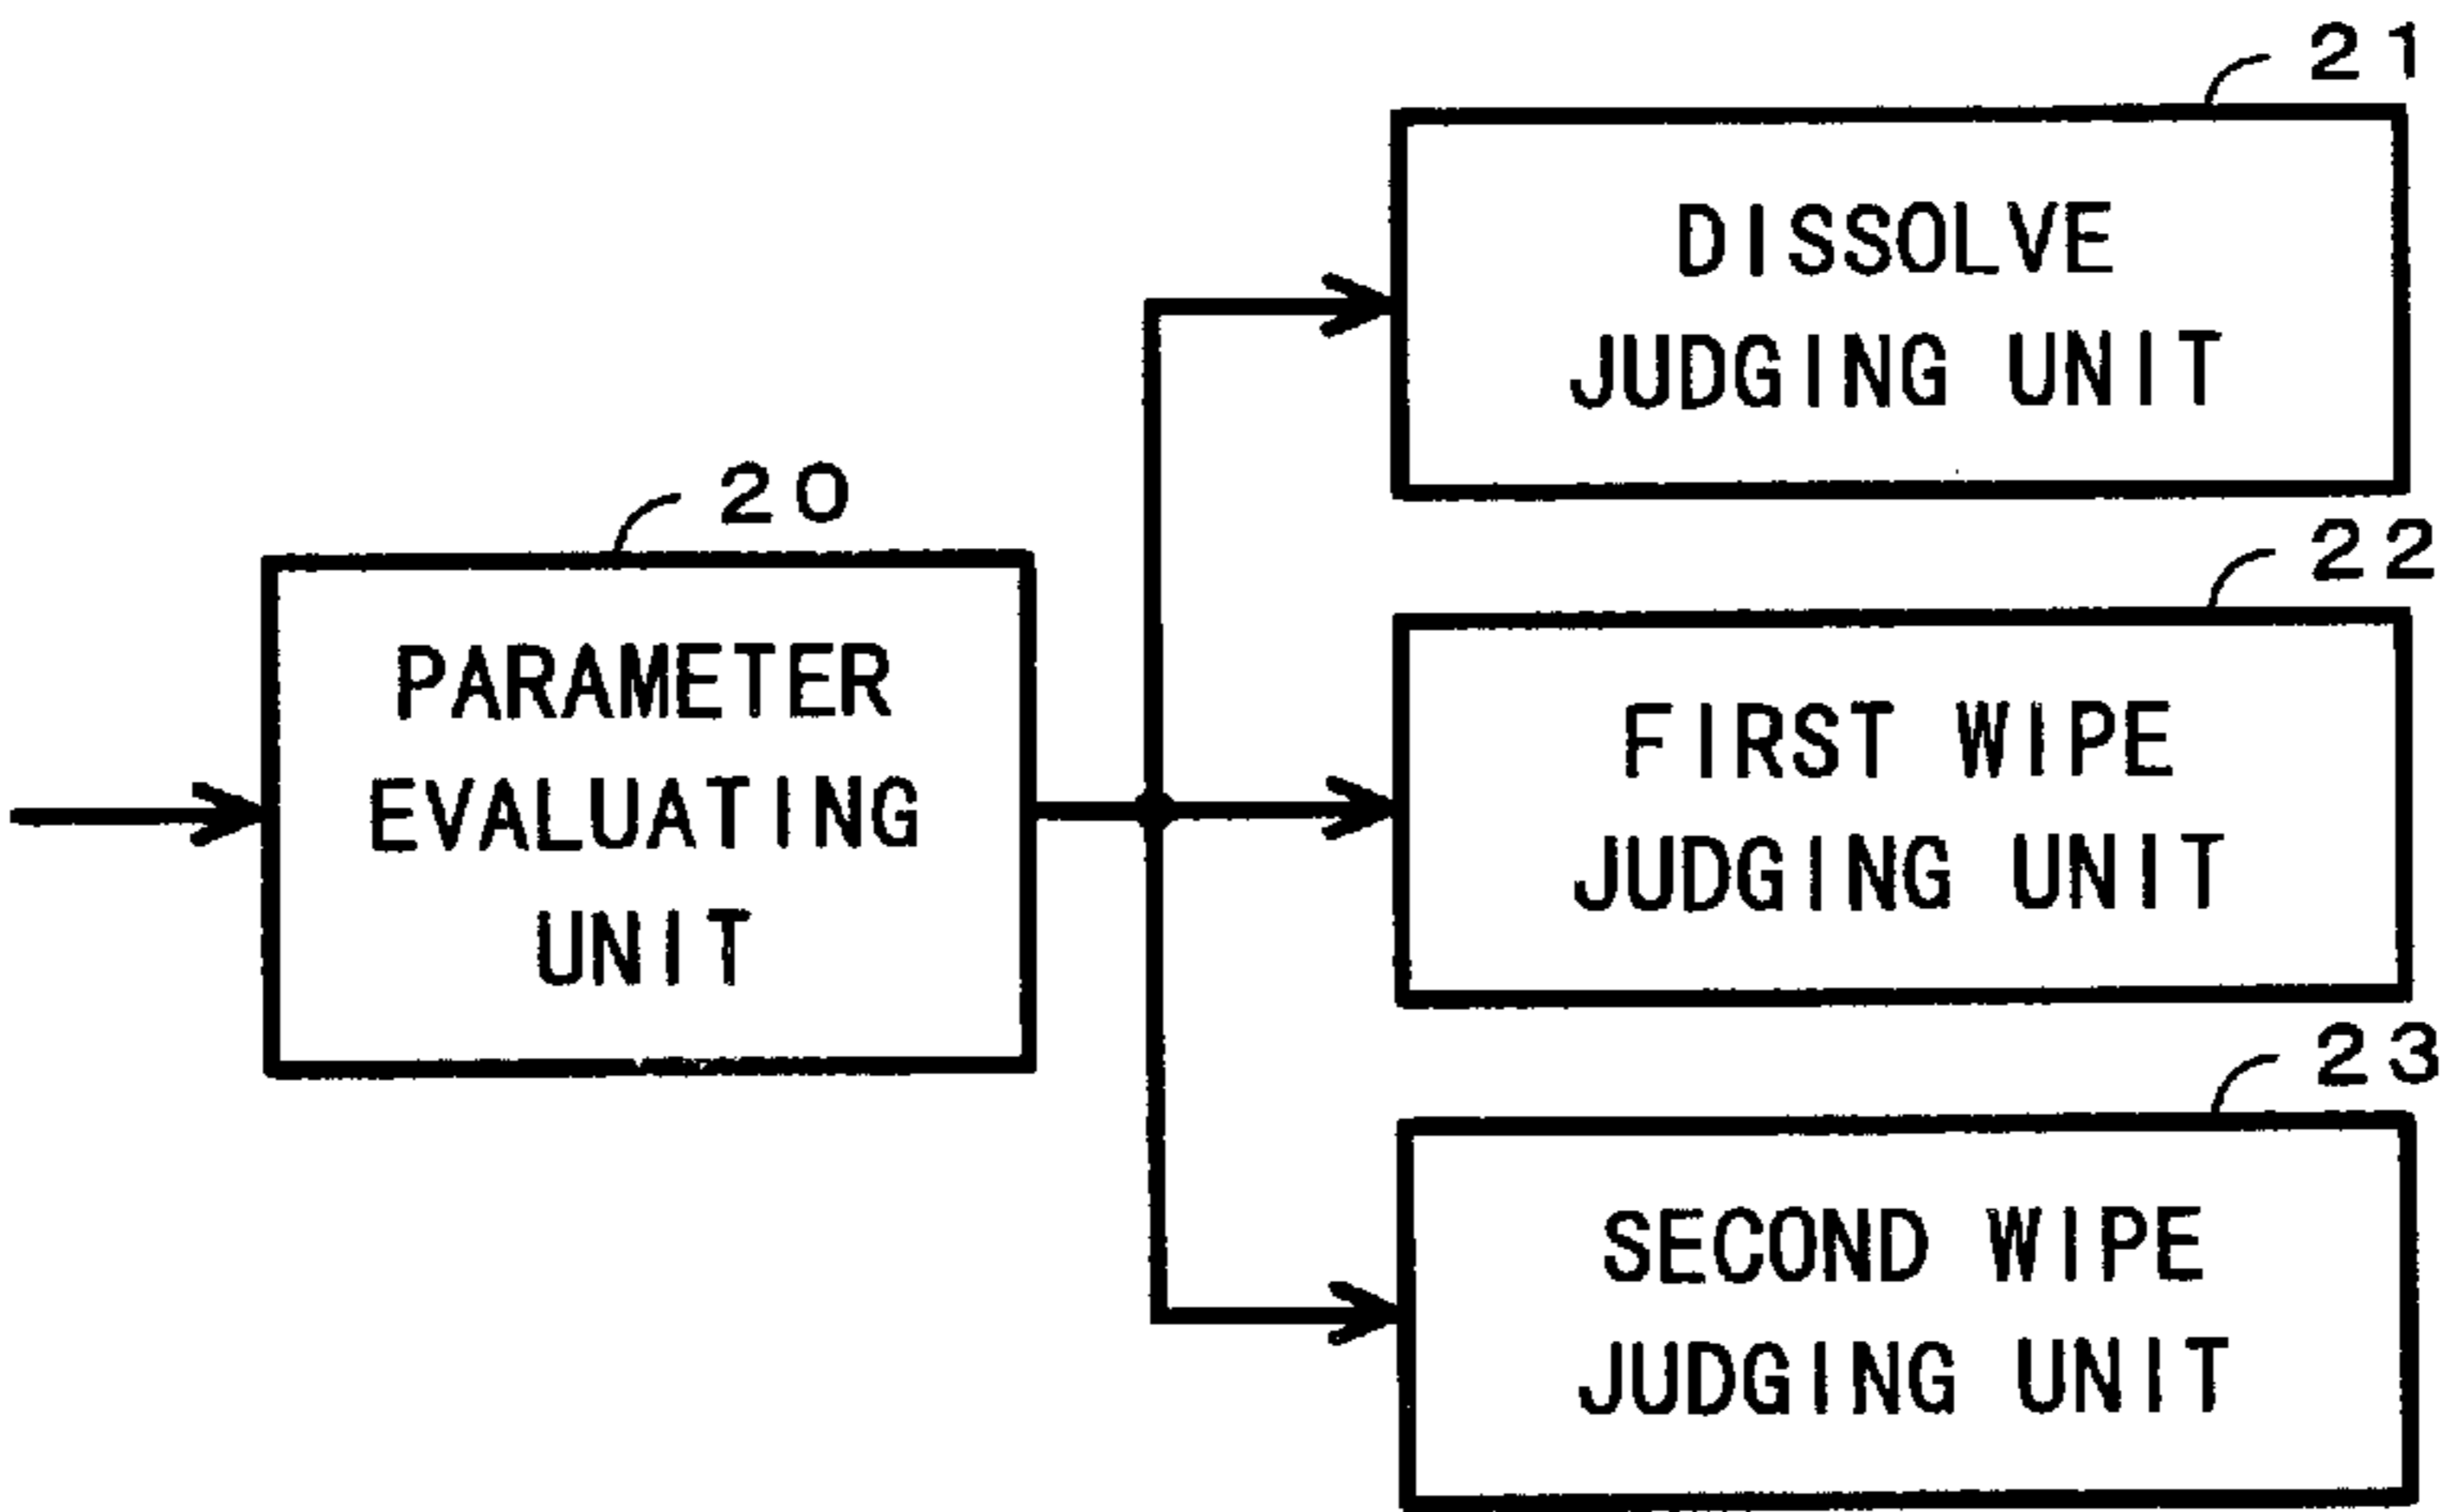 20
PARAMETER
EVALUATING
UNIT
21
DISSOLVE
JUDGING UNIT
22
FIRST WIPE
JUDGING UNIT
23
SECOND WIPE
JUDGING UNIT